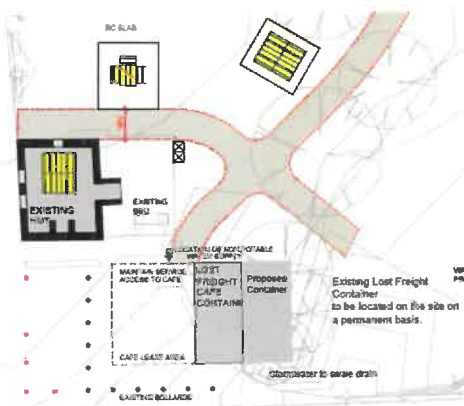 RC SLAB
EXISTING
HUT
EXISTING
LOCATION OF NON POTABLE
WATER SUPPLY
MAINTAIN SERVICE
ACCESS TO CAFE
LOST
FREIGHT
CAFE
CONTAINE
Proposed
Container
Existing Lost Freight
Container
to be located on the site on
a permanent basis.
CAFE LEASE AREA
Stormwater to swale drain
EXISTING BOLLARDS